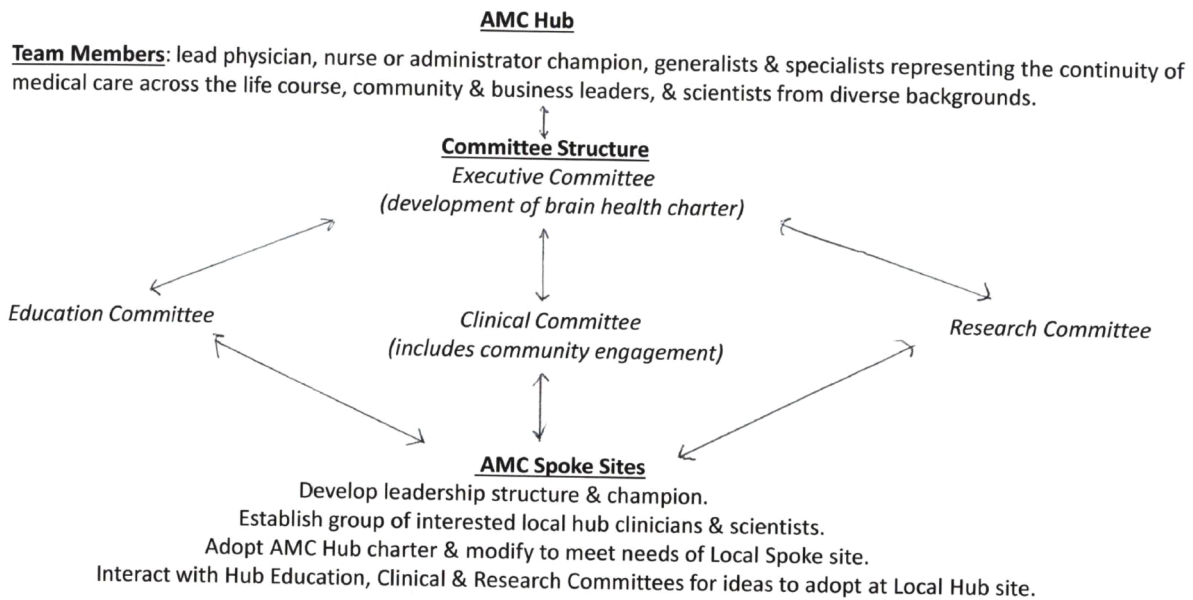 AMC Hub
Team Members: lead physician, nurse or administrator champion, generalists & specialists representing the continuity of
medical care across the life course, community & business leaders, & scientists from diverse backgrounds.
Committee Structure
Executive Committee
(development of brain health charter)
Education Committee
Clinical Committee
(includes community engagement)
Research Committee
AMC Spoke Sites
Develop leadership structure & champion.
Establish group of interested local hub clinicians & scientists.
Adopt AMC Hub charter & modify to meet needs of Local Spoke site.
Interact with Hub Education, Clinical & Research Committees for ideas to adopt at Local Hub site.